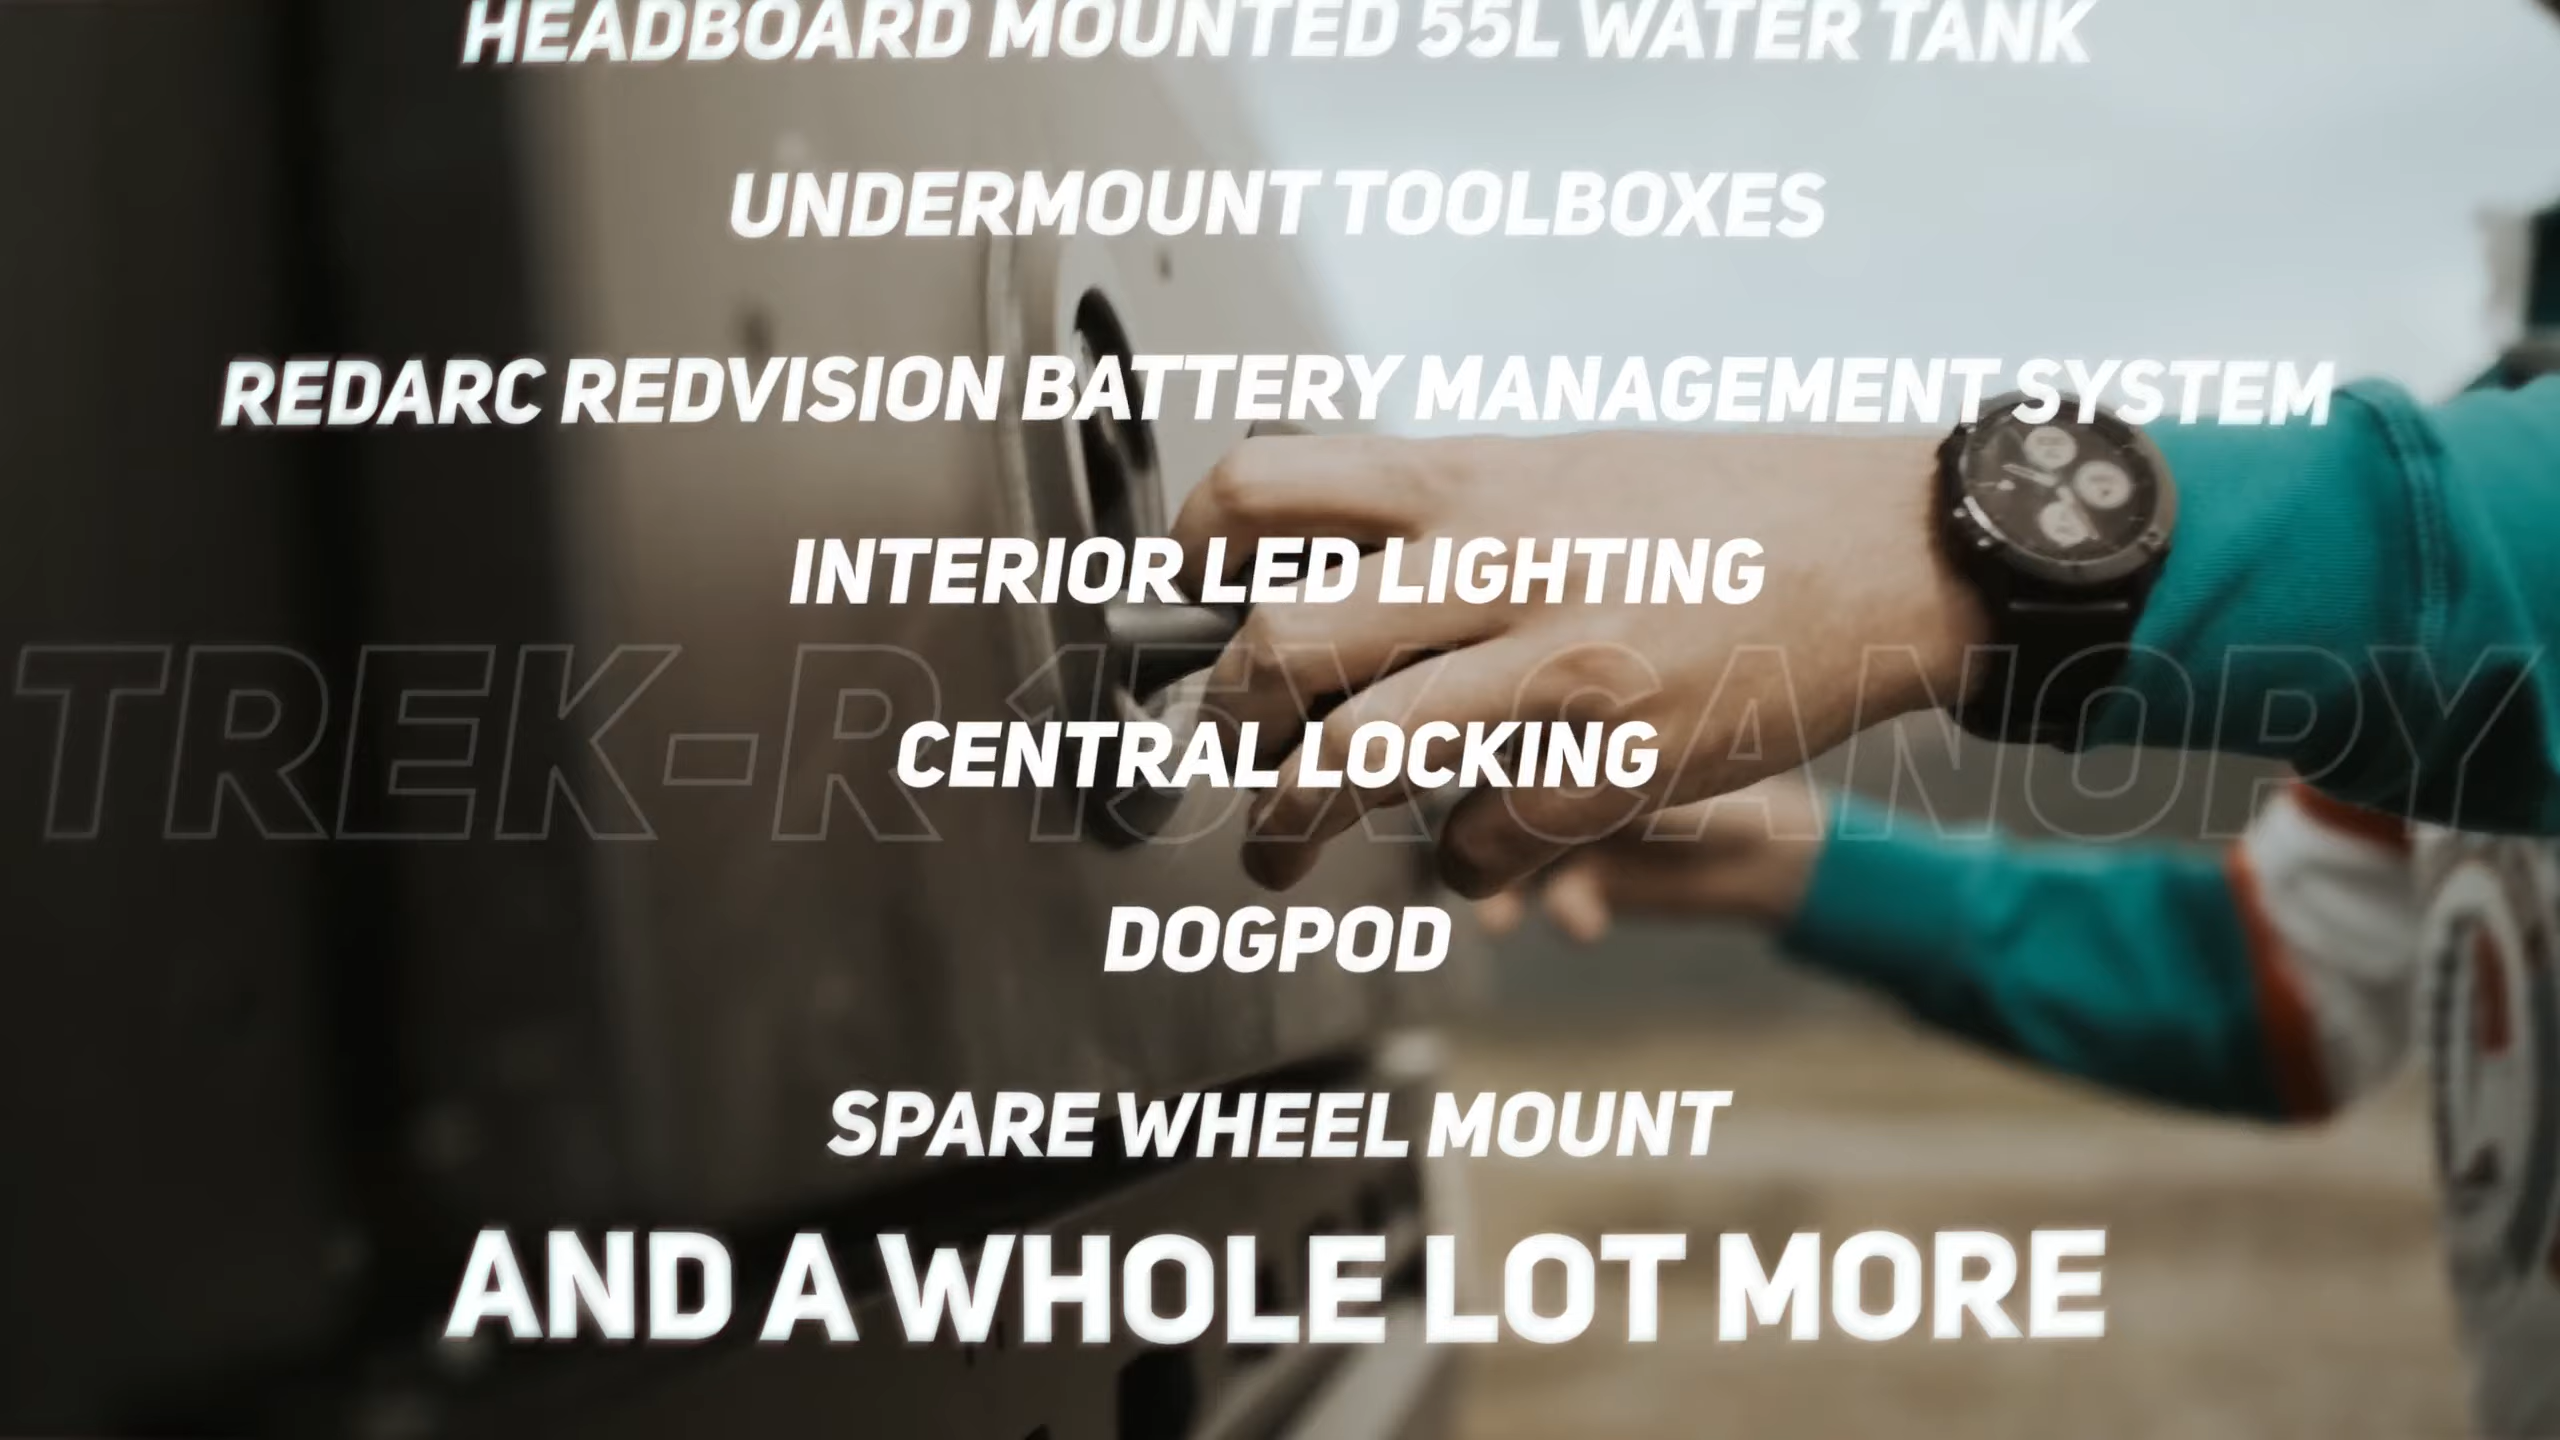 HEADBOARD MOUNTED 55L WATER TANK
UNDERMOUNT TOOLBOXES
REDARC REDVISION BATTERY MANAGEMENT SYSTEM
INTERIOR LED LIGHTING
TREK-R 15X CANOPY
CENTRAL LOCKING
DOGPOD
SPARE WHEEL MOUNT
AND A WHOLE LOT MORE